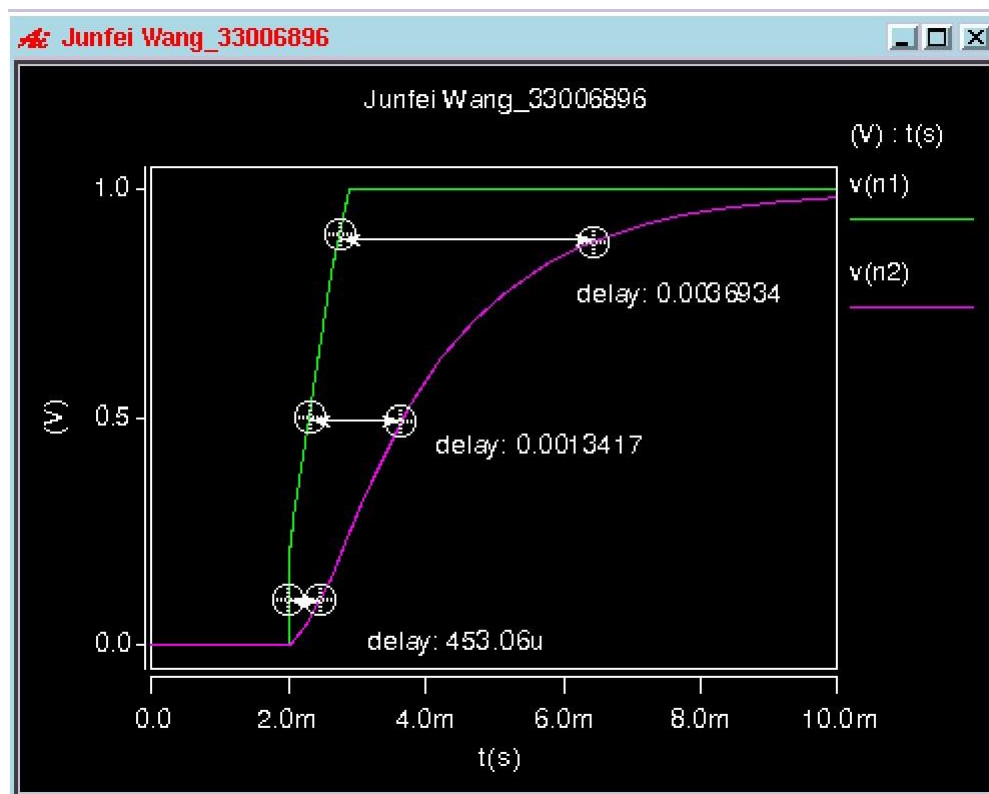 Junfei Wang_33006896
Junfei Wang_33006896
(V) : t(s)
v(n1)
v(n2)
1.0
delay: 0.0036934
0.5
(V)
delay: 0.0013417
0.0
delay: 453.06u
0.0 2.0m 4.0m 6.0m 8.0m 10.0m
t(s)